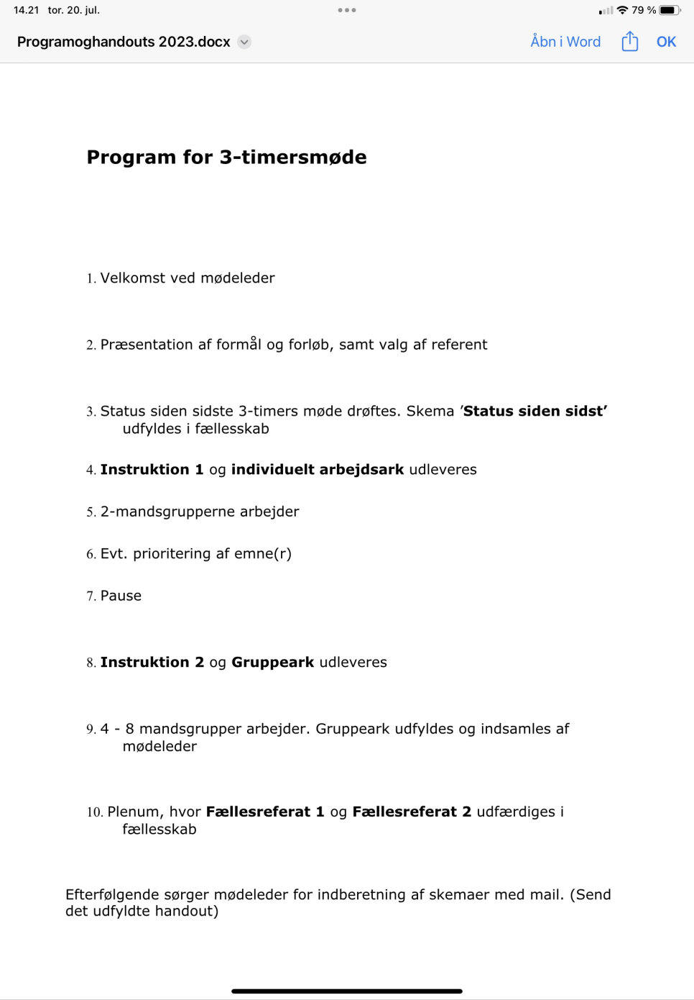 14.21 tor. 20. jul.
79 %
Programoghandouts 2023.docx
Åbn i Word
OK
Program for 3-timersmøde
1. Velkomst ved mødeleder
2. Præsentation af formål og forløb, samt valg af referent
3. Status siden sidste 3-timers møde drøftes. Skema ’Status siden sidst’
udfyldes i fællesskab
4. Instruktion 1 og individuelt arbejdsark udleveres
5. 2-mandsgrupperne arbejder
6. Evt. prioritering af emne(r)
7. Pause
8. Instruktion 2 og Gruppeark udleveres
9. 4 - 8 mandsgrupper arbejder. Gruppeark udfyldes og indsamles af
mødeleder
10. Plenum, hvor Fællesreferat 1 og Fællesreferat 2 udfærdiges i
fællesskab
Efterfølgende sørger mødeleder for indberetning af skemaer med mail. (Send
det udfyldte handout)